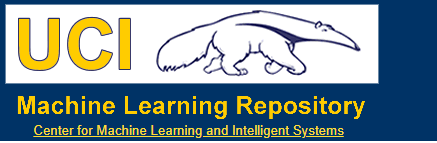 UCI
Machine Learning Repository
Center for Machine Learning and Intelligent Systems